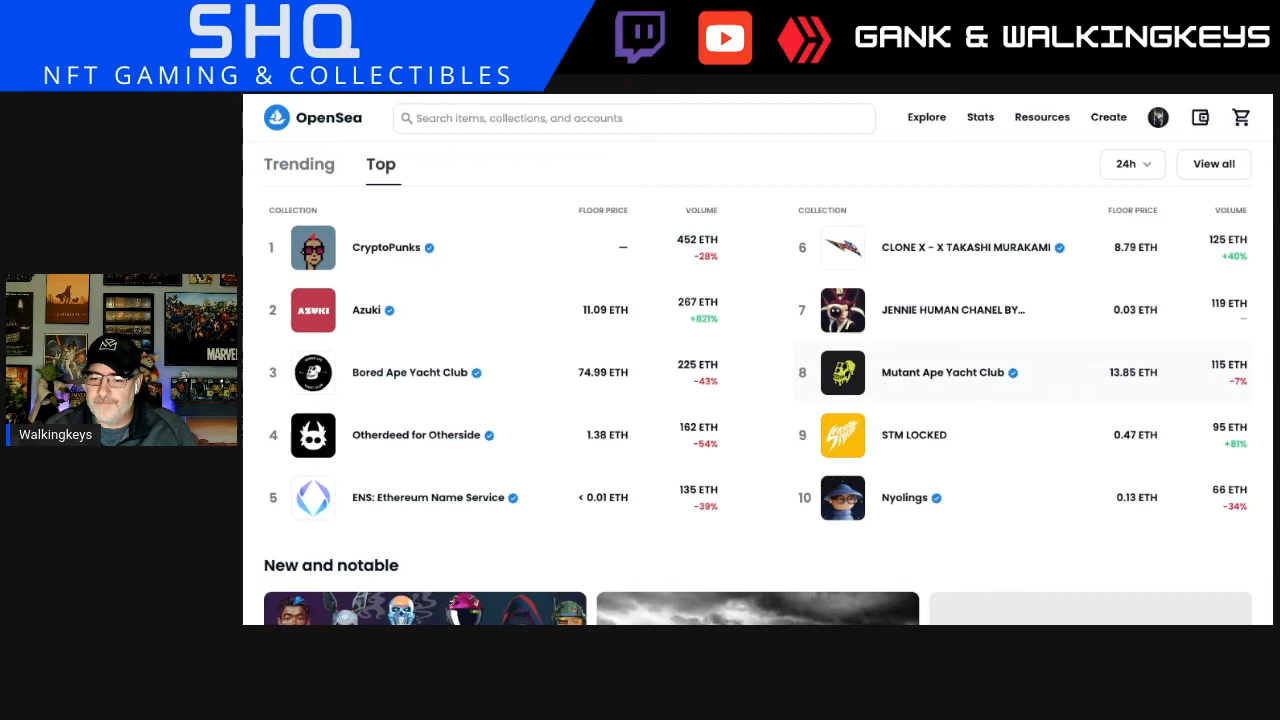 SHQ
NFT GAMING & COLLECTIBLES
GANK & WALKINGKEYS
OpenSea
Search items, collections, and accounts
Explore
Stats
Resources
Create
Trending
Top
24h
View all
COLLECTION FLOOR PRICE VOLUME
1 CryptoPunks — 452 ETH
-28%
2 AZUKI Azuki 11.09 ETH 267 ETH
+821%
3 Bored Ape Yacht Club 74.99 ETH 225 ETH
-43%
4 Otherdeed for Otherside 1.38 ETH 162 ETH
-54%
5 ENS: Ethereum Name Service < 0.01 ETH 135 ETH
-39%
COLLECTION FLOOR PRICE VOLUME
6 CLONE X - X TAKASHI MURAKAMI 8.79 ETH 125 ETH
+40%
7 JENNIE HUMAN CHANEL BY... 0.03 ETH 119 ETH
—
8 Mutant Ape Yacht Club 13.85 ETH 115 ETH
-7%
9 STM LOCKED 0.47 ETH 95 ETH
+81%
10 Nyolings 0.13 ETH 66 ETH
-34%
New and notable
MARVEL
Walkingkeys